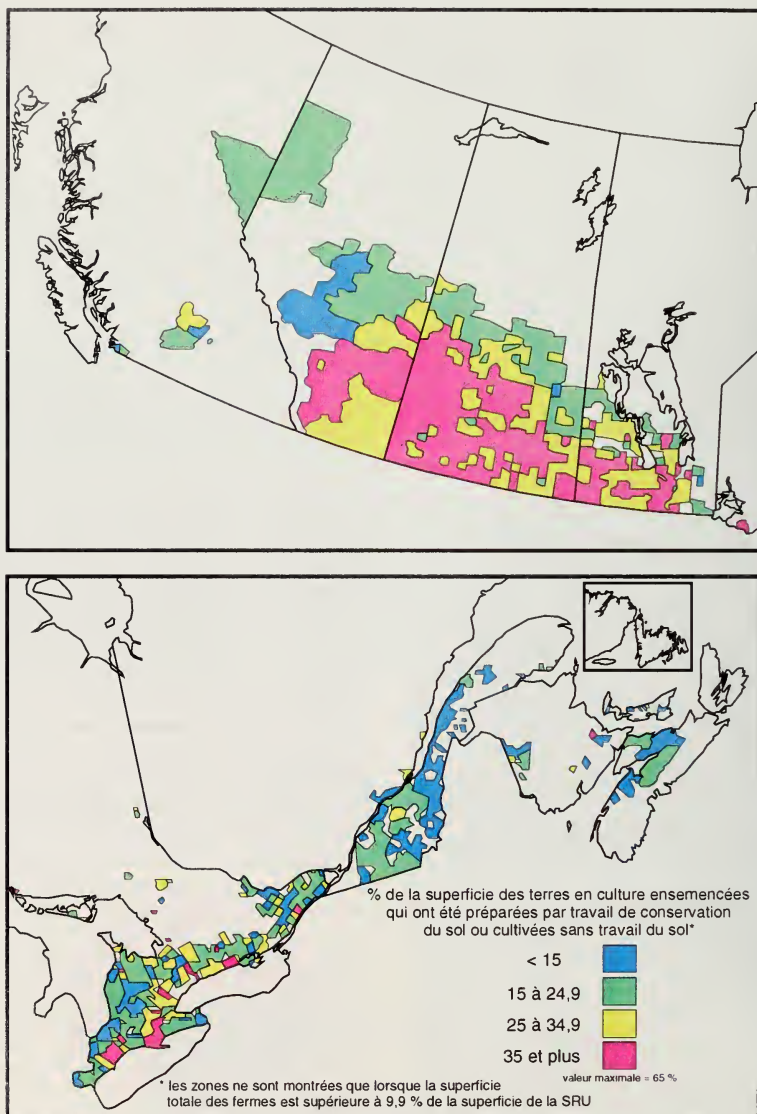 % de la superficie des terres en culture ensemencées
qui ont été préparées par travail de conservation
du sol ou cultivées sans travail du sol*
< 15
15 à 24,9
25 à 34,9
35 et plus
valeur maximale = 65 %
* les zones ne sont montrées que lorsque la superficie
totale des fermes est supérieure à 9,9 % de la superficie de la SRU